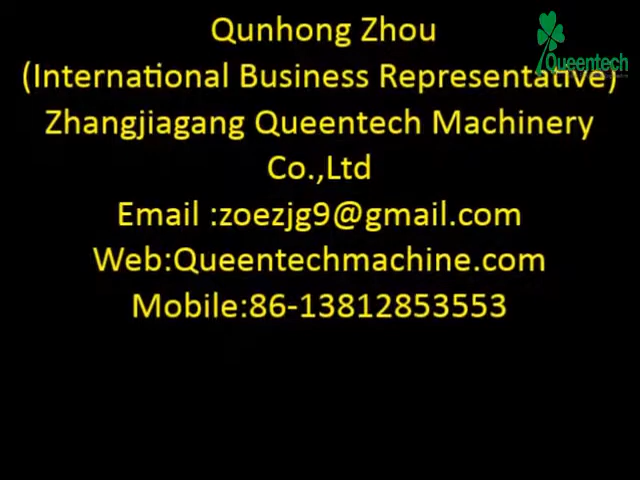 Qunhong Zhou
(International Business Representative)
Zhangjiagang Queentech Machinery
Co.,Ltd
Email :zoezjg9@gmail.com
Web:Queentechmachine.com
Mobile:86-13812853553
Queentech